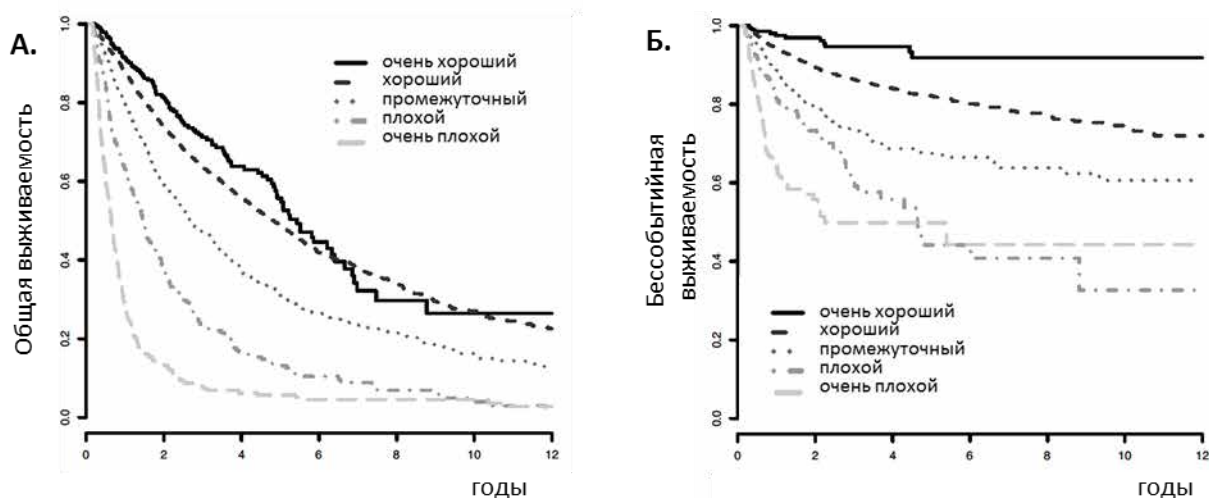 А.
Общая выживаемость
1.0
0.8
0.6
0.4
0.2
0.0
очень хороший
хороший
промежуточный
плохой
очень плохой
0 2 4 6 8 10 12
годы
Б.
Бессобытийная
выживаемость
1.0
0.8
0.6
0.4
0.2
0.0
очень хороший
хороший
промежуточный
плохой
очень плохой
0 2 4 6 8 10 12
годы